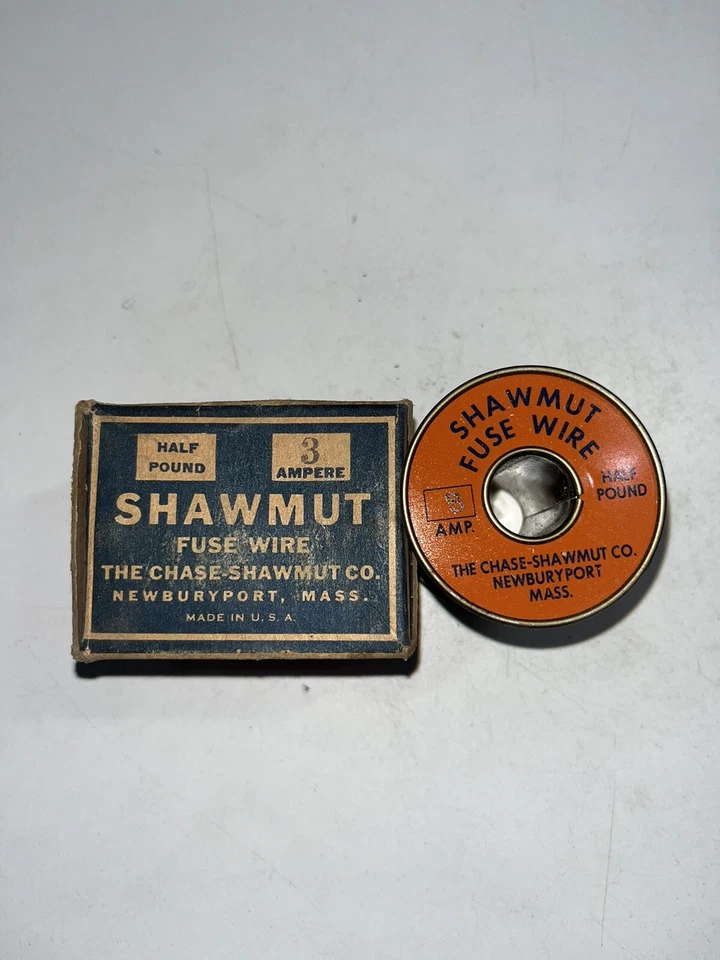 HALF
POUND
3
AMPERE
SHAWMUT
FUSE WIRE
THE CHASE-SHAWMUT CO.
NEWBURYPORT, MASS.
MADE IN U. S. A.
SHAWMUT
FUSE WIRE
HALF
POUND
AMP.
THE CHASE-SHAWMUT CO.
NEWBURYPORT
MASS.